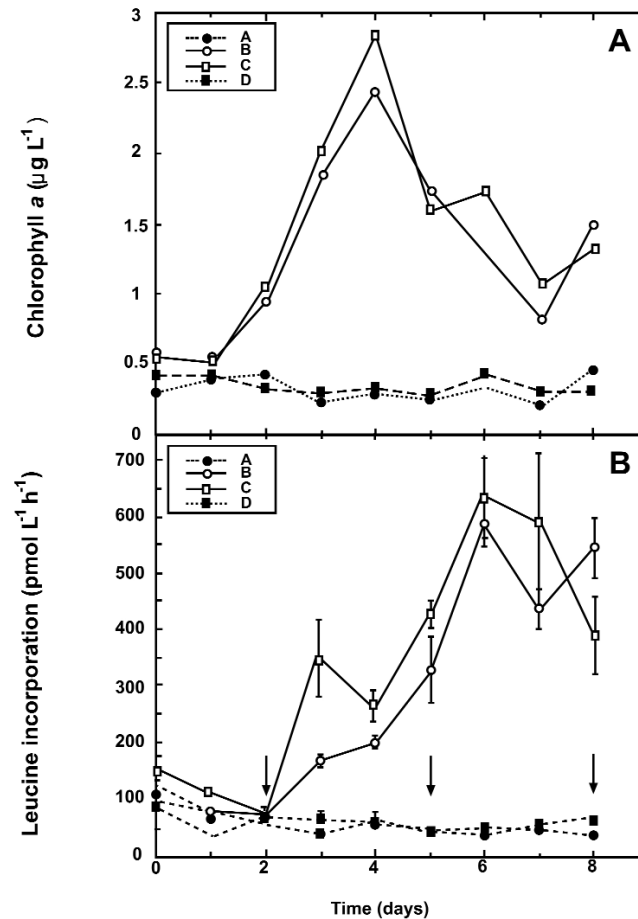 A
A
B
C
D
3
2.5
2
1.5
1
0.5
0
Chlorophyll a (µg L⁻¹)
B
A
B
C
D
700
600
500
400
300
200
100
0
Leucine incorporation (pmol L⁻¹ h⁻¹)
0 2 4 6 8
Time (days)